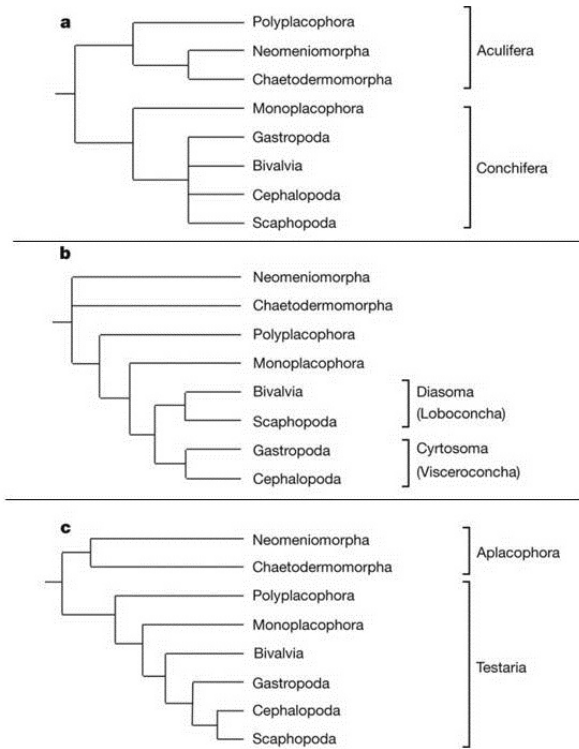 a
Polyplacophora
Neomeniomorpha
Aculifera
Chaetodermomorpha
Monoplacophora
Gastropoda
Bivalvia
Conchifera
Cephalopoda
Scaphopoda
b
Neomeniomorpha
Chaetodermomorpha
Polyplacophora
Monoplacophora
Bivalvia
Diasoma
(Loboconcha)
Scaphopoda
Gastropoda
Cyrtosoma
(Visceroconcha)
Cephalopoda
c
Neomeniomorpha
Aplacophora
Chaetodermomorpha
Polyplacophora
Monoplacophora
Bivalvia
Testaria
Gastropoda
Cephalopoda
Scaphopoda